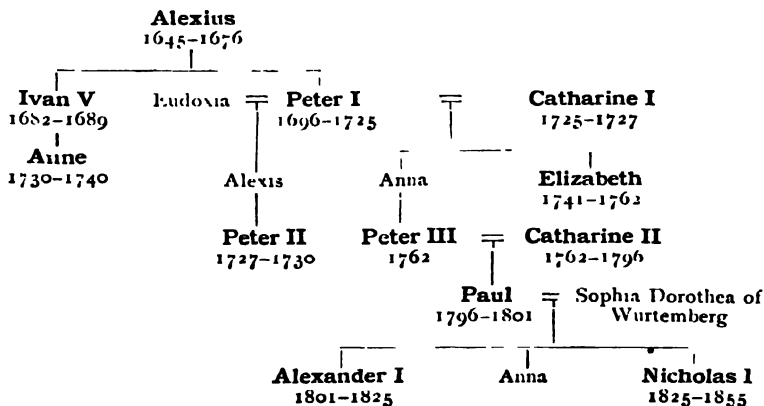 Alexius
1645–1676
Ivan V Eudoxia = Peter I = Catharine I
1682–1689 1696–1725 1725–1727
Anne
1730–1740
Alexis Anna Elizabeth
1741–1762
Peter II Peter III = Catharine II
1727–1730 1762 1762–1796
Paul = Sophia Dorothea of
1796–1801 Wurtemberg
Alexander I Anna Nicholas I
1801–1825 1825–1855